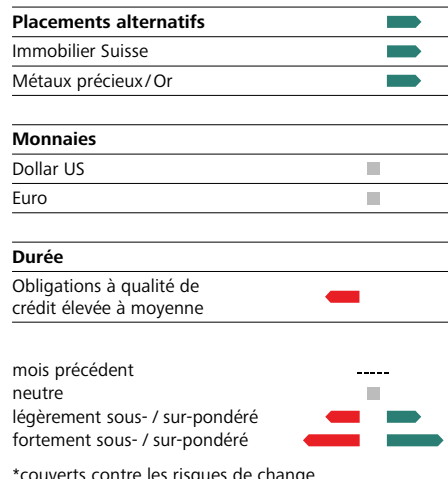 Placements alternatifs
Immobilier Suisse
Métaux précieux/Or
Monnaies
Dollar US
Euro
Durée
Obligations à qualité de
crédit élevée à moyenne
mois précédent
neutre
légèrement sous- / sur-pondéré
fortement sous- / sur-pondéré
*couverts contre les risques de change